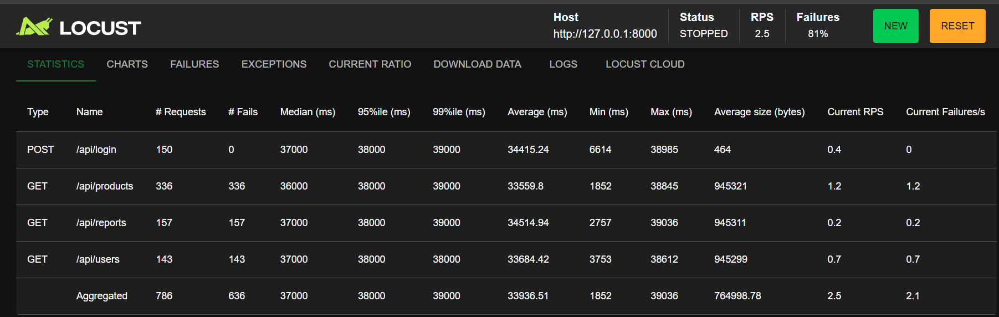 LOCUST
Host Status RPS Failures
http://127.0.0.1:8000 STOPPED 2.5 81%
NEW RESET
STATISTICS CHARTS FAILURES EXCEPTIONS CURRENT RATIO DOWNLOAD DATA LOGS LOCUST CLOUD
Type Name # Requests # Fails Median (ms) 95%ile (ms) 99%ile (ms) Average (ms) Min (ms) Max (ms) Average size (bytes) Current RPS Current Failures/s
POST /api/login 150 0 37000 38000 39000 34415.24 6614 38985 464 0.4 0
GET /api/products 336 336 36000 38000 39000 33559.8 1852 38845 945321 1.2 1.2
GET /api/reports 157 157 37000 38000 39000 34514.94 2757 39036 945311 0.2 0.2
GET /api/users 143 143 37000 38000 38000 33684.42 3753 38612 945299 0.7 0.7
Aggregated 786 636 37000 38000 39000 33936.51 1852 39036 764998.78 2.5 2.1